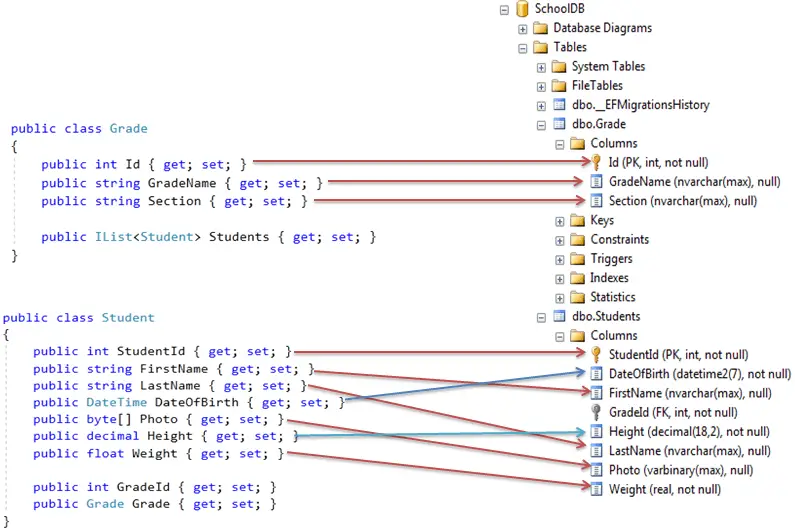 public class Grade
{
public int Id { get; set; }
public string GradeName { get; set; }
public string Section { get; set; }
public IList<Student> Students { get; set; }
}
public class Student
{
public int StudentId { get; set; }
public string FirstName { get; set; }
public string LastName { get; set; }
public DateTime DateOfBirth { get; set; }
public byte[] Photo { get; set; }
public decimal Height { get; set; }
public float Weight { get; set; }
public int GradeId { get; set; }
public Grade Grade { get; set; }
}
SchoolDB
Database Diagrams
Tables
System Tables
FileTables
dbo.__EFMigrationsHistory
dbo.Grade
Columns
Id (PK, int, not null)
GradeName (nvarchar(max), null)
Section (nvarchar(max), null)
Keys
Constraints
Triggers
Indexes
Statistics
dbo.Students
Columns
StudentId (PK, int, not null)
DateOfBirth (datetime2(7), not null)
FirstName (nvarchar(max), null)
GradeId (FK, int, not null)
Height (decimal(18,2), not null)
LastName (nvarchar(max), null)
Photo (varbinary(max), null)
Weight (real, not null)